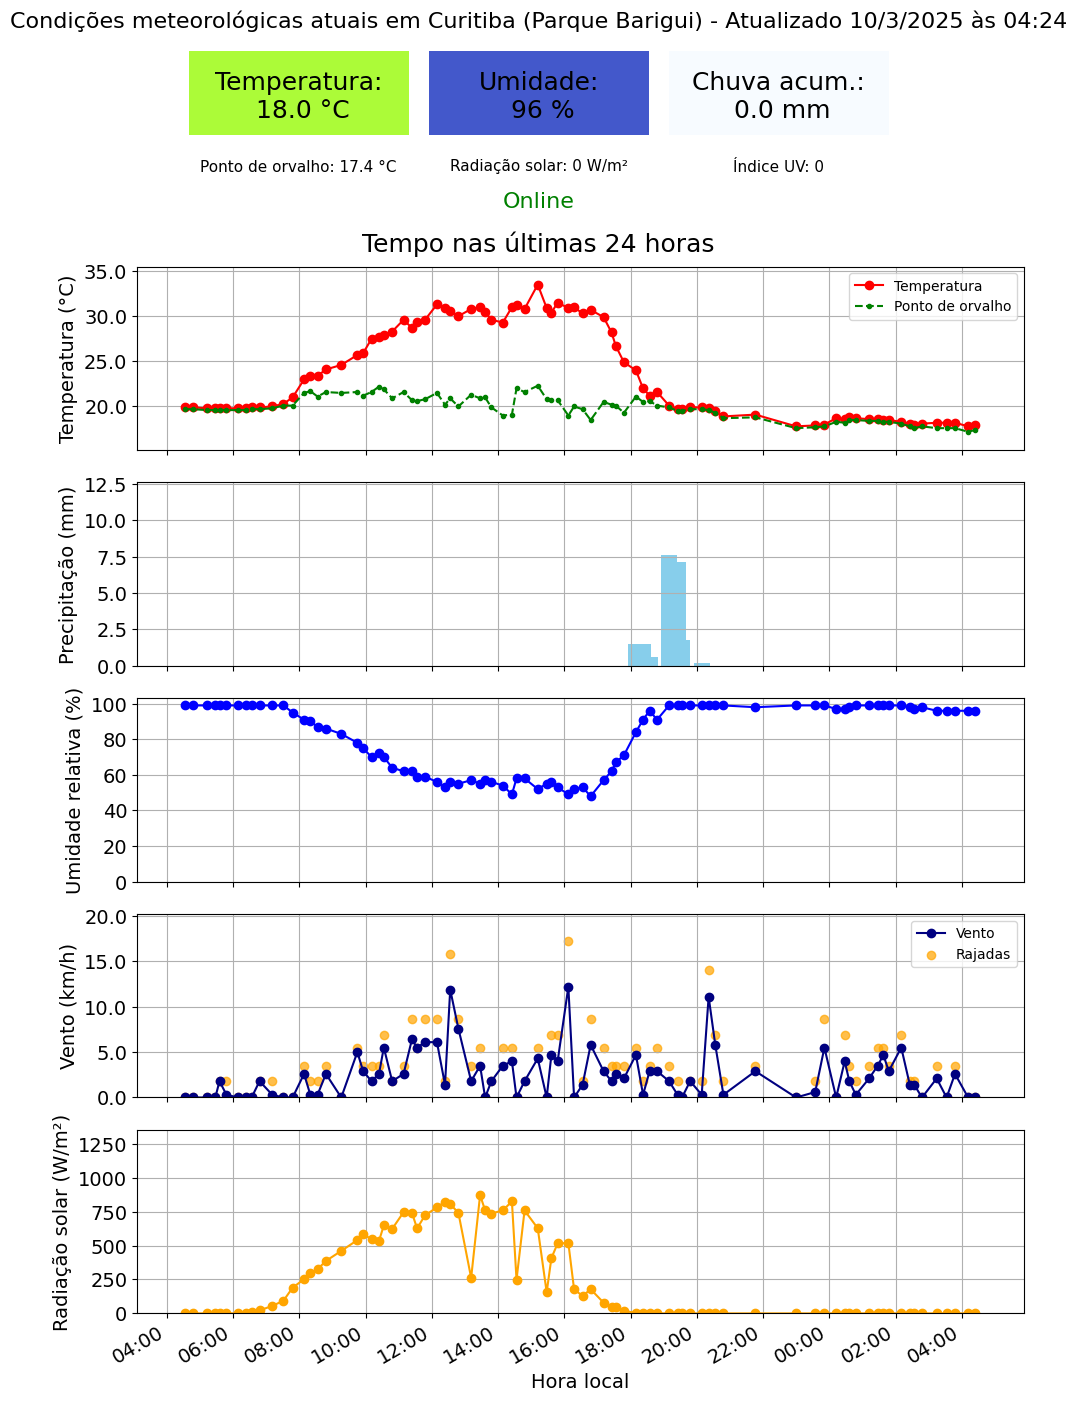 Condições meteorológicas atuais em Curitiba (Parque Barigui) - Atualizado 10/3/2025 às 04:24
Temperatura:
18.0 °C
Umidade:
96 %
Chuva acum.:
0.0 mm
Ponto de orvalho: 17.4 °C
Radiação solar: 0 W/m²
Índice UV: 0
Online
Tempo nas últimas 24 horas
Temperatura (°C)
35.0
30.0
25.0
20.0
Temperatura
Ponto de orvalho
Precipitação (mm)
12.5
10.0
7.5
5.0
2.5
0.0
Umidade relativa (%)
100
80
60
40
20
0
Vento (km/h)
20.0
15.0
10.0
5.0
0.0
Vento
Rajadas
Radiação solar (W/m²)
1250
1000
750
500
250
0
04:00
06:00
08:00
10:00
12:00
14:00
16:00
18:00
20:00
22:00
00:00
02:00
04:00
Hora local